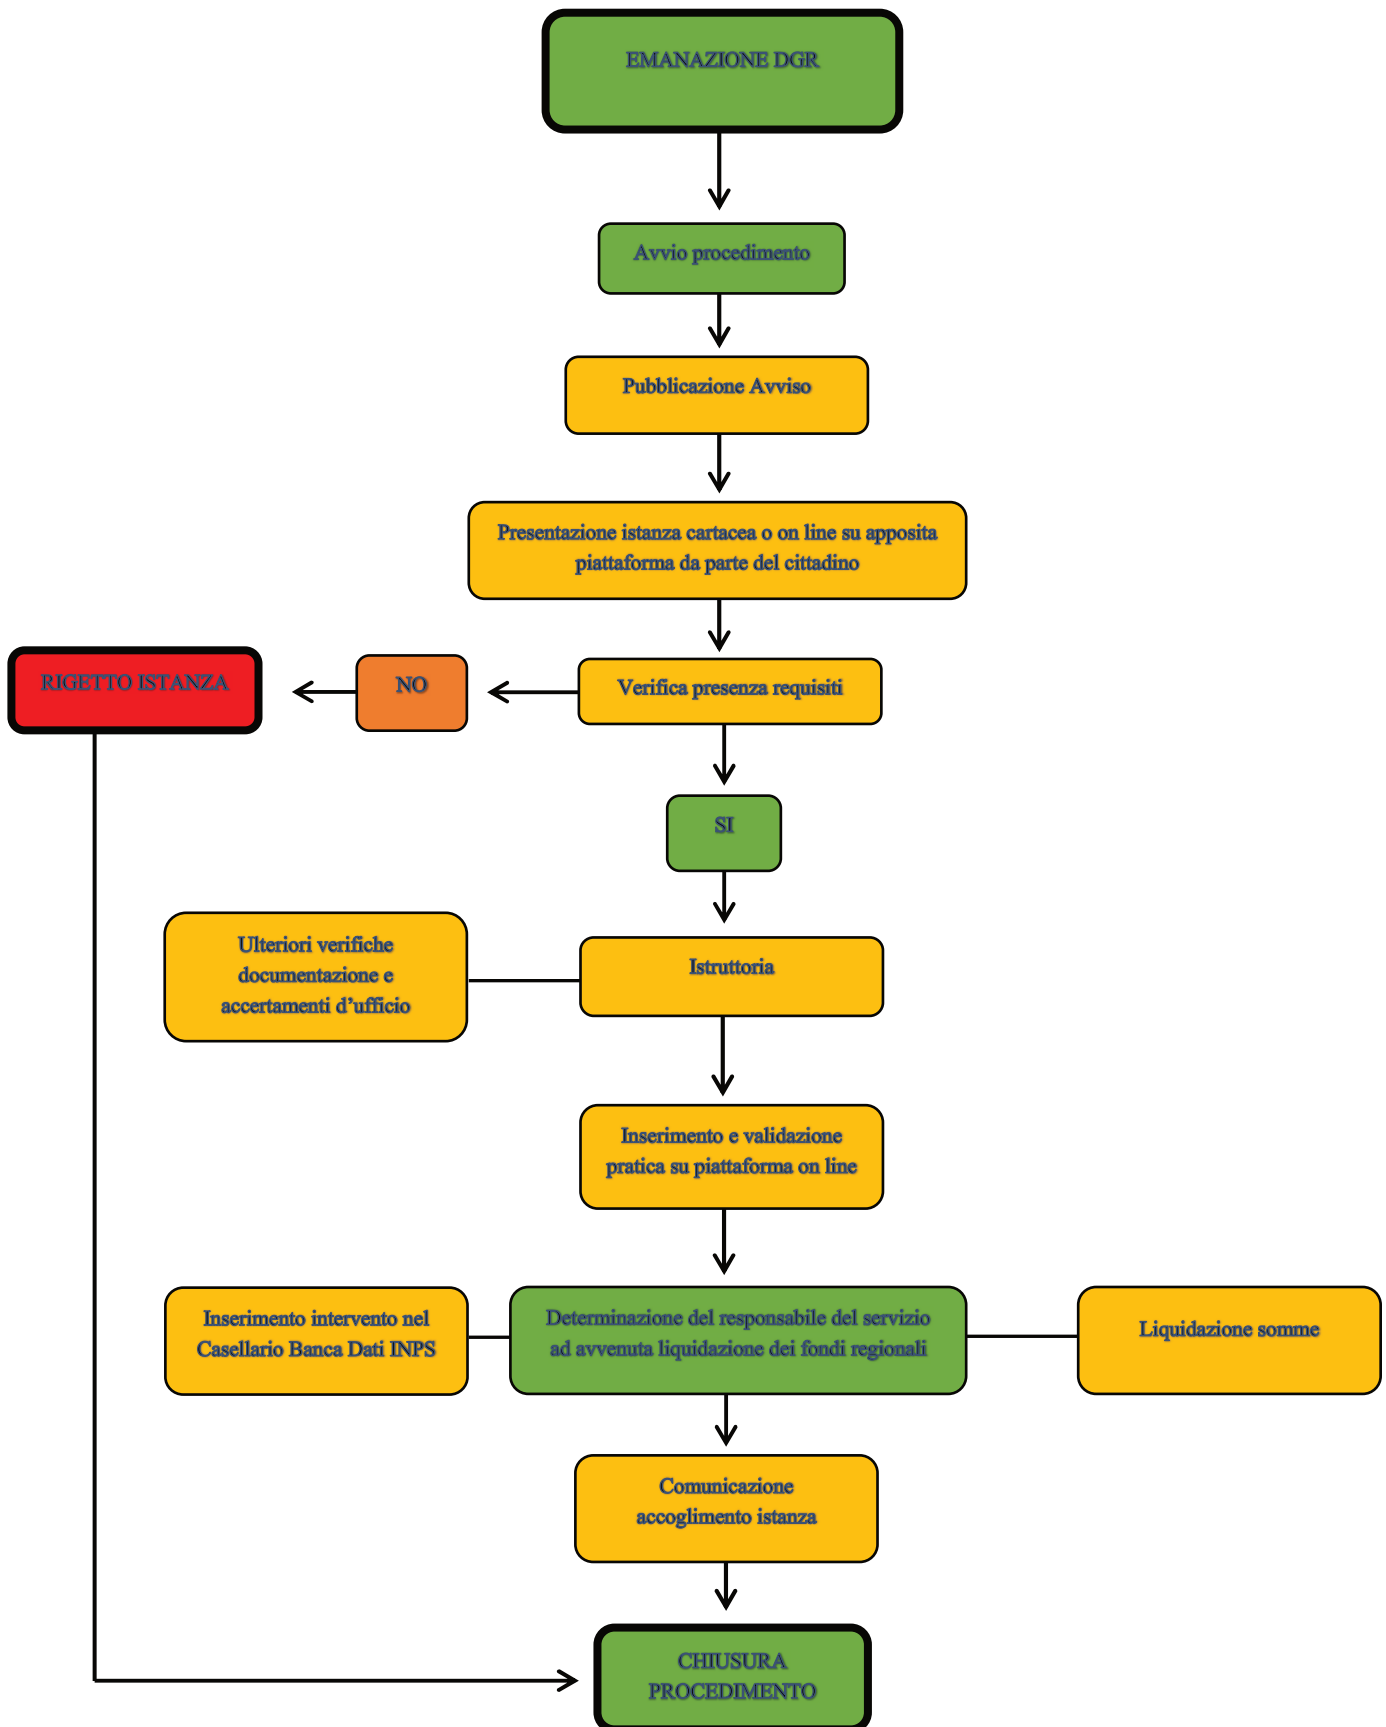 EMANAZIONE DGR
Avvio procedimento
Pubblicazione Avviso
Presentazione istanza cartacea o on line su apposita
piattaforma da parte del cittadino
RIGETTO ISTANZA
NO
Verifica presenza requisiti
SI
Ulteriori verifiche
documentazione e
accertamenti d’ufficio
Istruttoria
Inserimento e validazione
pratica su piattaforma on line
Inserimento intervento nel
Casellario Banca Dati INPS
Determinazione del responsabile del servizio
ad avvenuta liquidazione dei fondi regionali
Liquidazione somme
Comunicazione
accoglimento istanza
CHIUSURA
PROCEDIMENTO